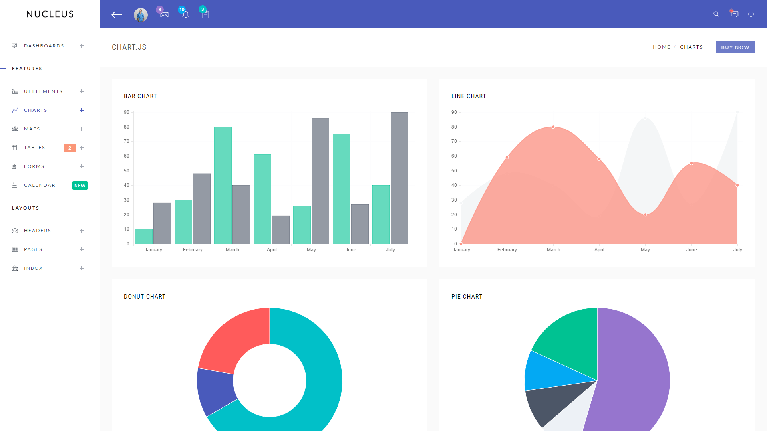 NUCLEUS
DASHBOARDS
FEATURES
UI ELEMENTS
CHARTS
MAPS
TABLES
FORMS
CALENDAR NEW
LAYOUTS
HEADERS
PAGES
INDEX
CHART.JS
HOME CHARTS
BUY NOW
BAR CHART
90
80
70
60
50
40
30
20
10
0
January February March April May June July
LINE CHART
90
80
70
60
50
40
30
20
10
0
January February March April May June July
DONUT CHART
PIE CHART